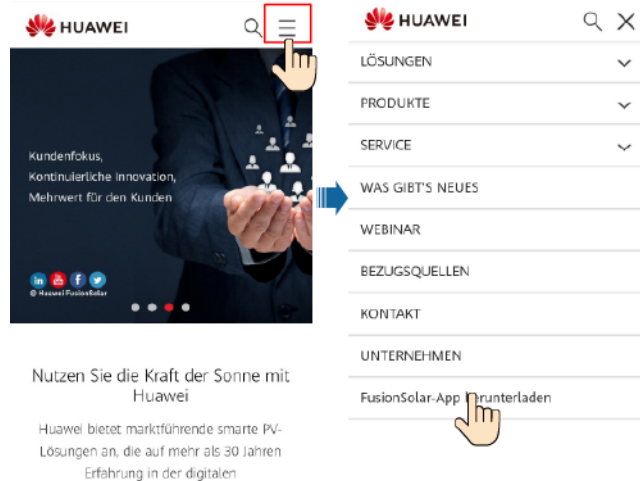 HUAWEI
Kundenfokus,
Kontinuierliche Innovation,
Mehrwert für den Kunden
© Huawei FusionSolar
Nutzen Sie die Kraft der Sonne mit
Huawei
Huawei bietet marktführende smarte PV-
Lösungen an, die auf mehr als 30 Jahren
Erfahrung in der digitalen
HUAWEI
LÖSUNGEN
PRODUKTE
SERVICE
WAS GIBT'S NEUES
WEBINAR
BEZUGSQUELLEN
KONTAKT
UNTERNEHMEN
FusionSolar-App herunterladen